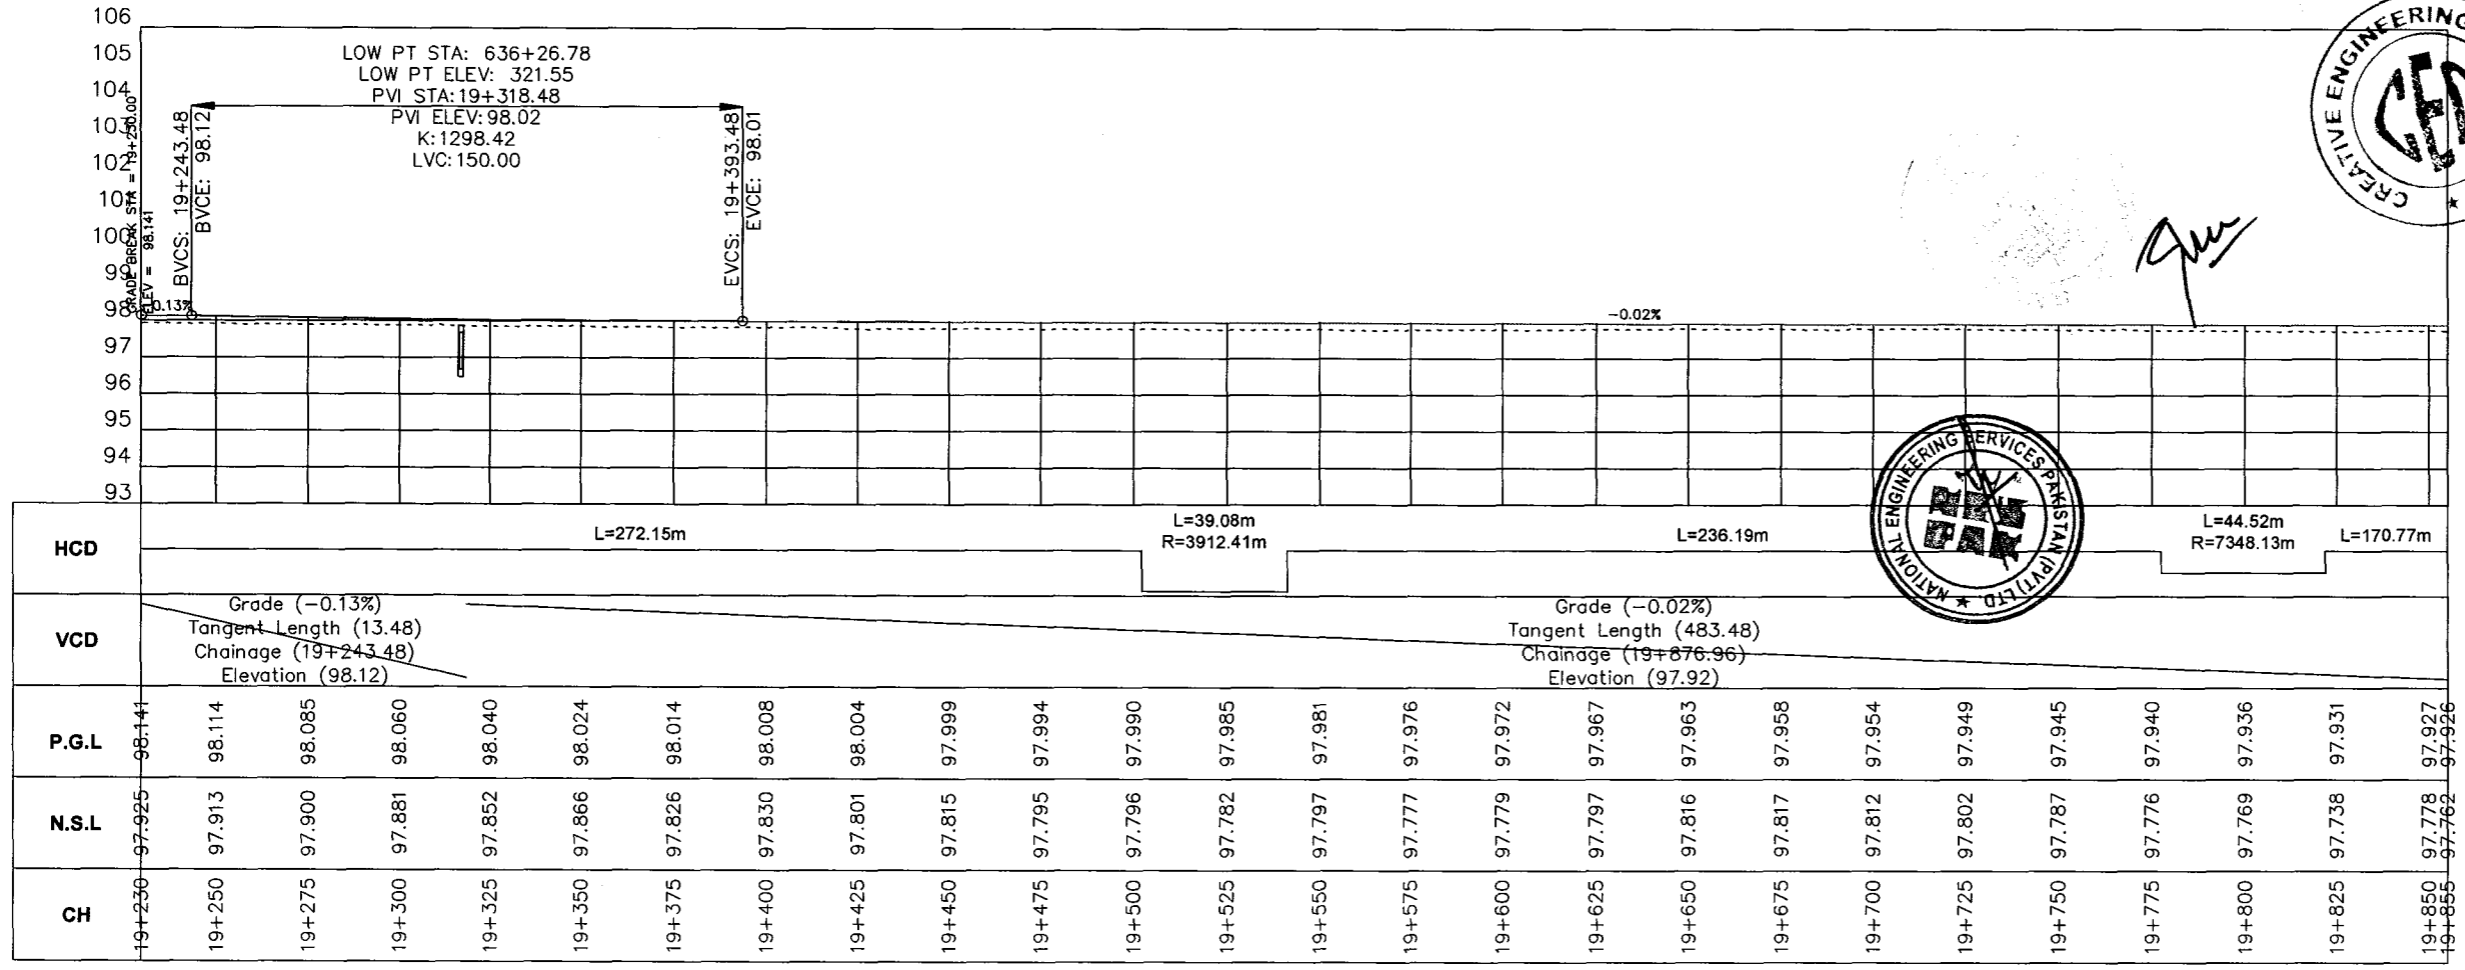 106
105
104
103
102
101
100
99
98
97
96
95
94
93
LOW PT STA: 636+26.78
LOW PT ELEV: 321.55
PVI STA:19+318.48
PVI ELEV:98.02
K:1298.42
LVC:150.00
GRADE BREAK STA = 19+230.00
ELEV = 98.141
BVCS: 19+243.48
BVCE: 98.12
EVCS: 19+393.48
EVCE: 98.01
-0.13%
-0.02%
CREATIVE ENGINEERING
NATIONAL ENGINEERING SERVICES PAKISTAN (PVT) LTD. ★
HCD
L=272.15m
L=39.08m
R=3912.41m
L=236.19m
L=44.52m
R=7348.13m
L=170.77m
VCD
Grade (-0.13%)
Tangent Length (13.48)
Chainage (19+243.48)
Elevation (98.12)
Grade (-0.02%)
Tangent Length (483.48)
Chainage (19+876.96)
Elevation (97.92)
P.G.L 98.141 98.114 98.085 98.060 98.040 98.024 98.014 98.008 98.004 97.999 97.994 97.990 97.985 97.981 97.976 97.972 97.967 97.963 97.958 97.954 97.949 97.945 97.940 97.936 97.931 97.927 97.926
N.S.L 97.925 97.913 97.900 97.881 97.852 97.866 97.826 97.830 97.801 97.815 97.795 97.796 97.782 97.797 97.777 97.779 97.797 97.816 97.817 97.812 97.802 97.787 97.776 97.769 97.738 97.778 97.762
CH 19+230 19+250 19+275 19+300 19+325 19+350 19+375 19+400 19+425 19+450 19+475 19+500 19+525 19+550 19+575 19+600 19+625 19+650 19+675 19+700 19+725 19+750 19+775 19+800 19+825 19+850 19+855